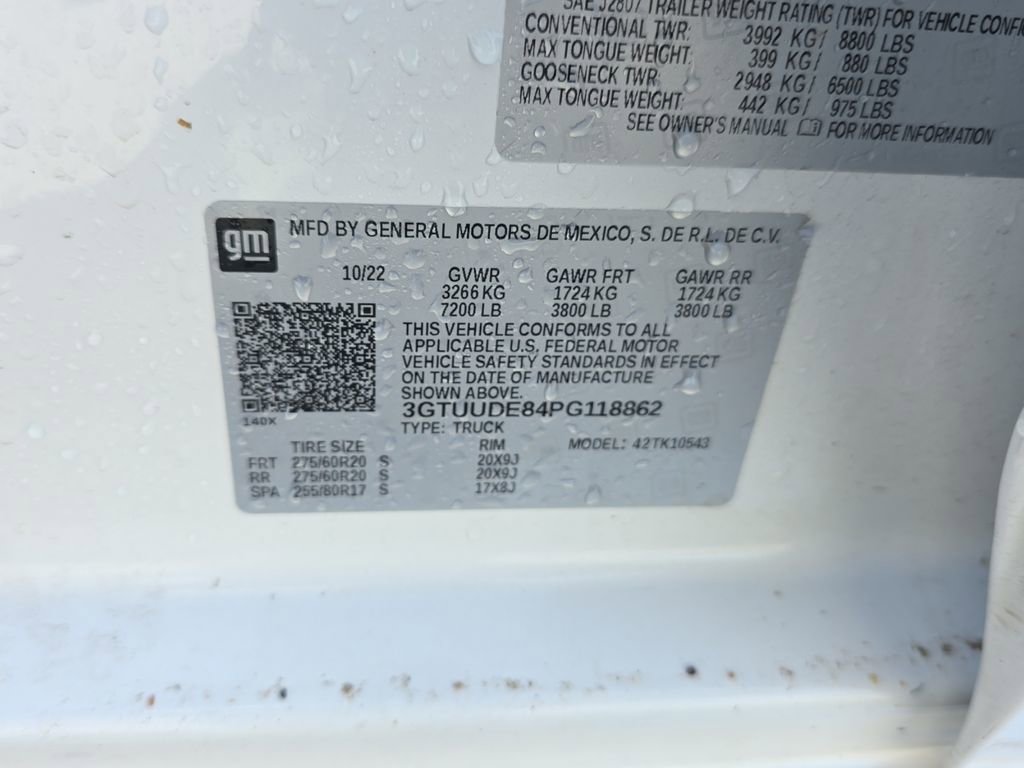 SAE J2807 TRAILER WEIGHT RATING (TWR) FOR VEHICLE
CONVENTIONAL TWR: 3992 KG/ 8800 LBS
MAX TONGUE WEIGHT: 399 KG/ 880 LBS
GOOSENECK TWR: 2948 KG/ 6500 LBS
MAX TONGUE WEIGHT: 442 KG/ 975 LBS
SEE OWNER'S MANUAL FOR MORE INFORMATION
gm MFD BY GENERAL MOTORS DE MEXICO, S. DE R.L. DE C.V.
10/22 GVWR GAWR FRT GAWR RR
3266 KG 1724 KG 1724 KG
7200 LB 3800 LB 3800 LB
THIS VEHICLE CONFORMS TO ALL
APPLICABLE U.S. FEDERAL MOTOR
VEHICLE SAFETY STANDARDS IN EFFECT
ON THE DATE OF MANUFACTURE
SHOWN ABOVE.
3GTUUDE84PG118862
140X
TYPE: TRUCK MODEL: 42TK10543
TIRE SIZE RIM
FRT 275/60R20 S 20X9J
RR 275/60R20 S 20X9J
SPA 255/80R17 S 17X8J